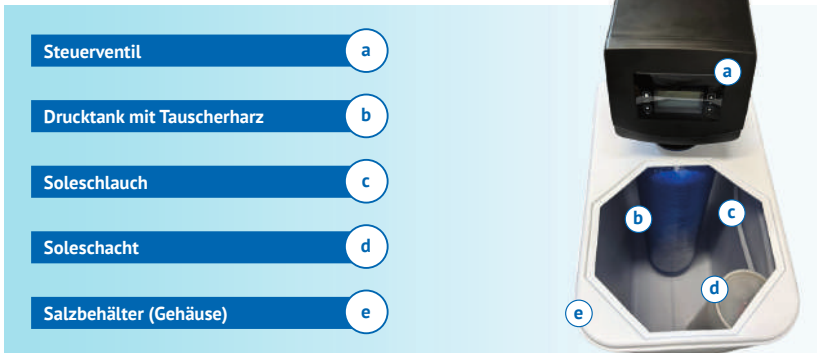 Steuerventil a
Drucktank mit Tauscherharz b
Soleschlauch c
Soleschacht d
Salzbehälter (Gehäuse) e
a
b
c
d
e